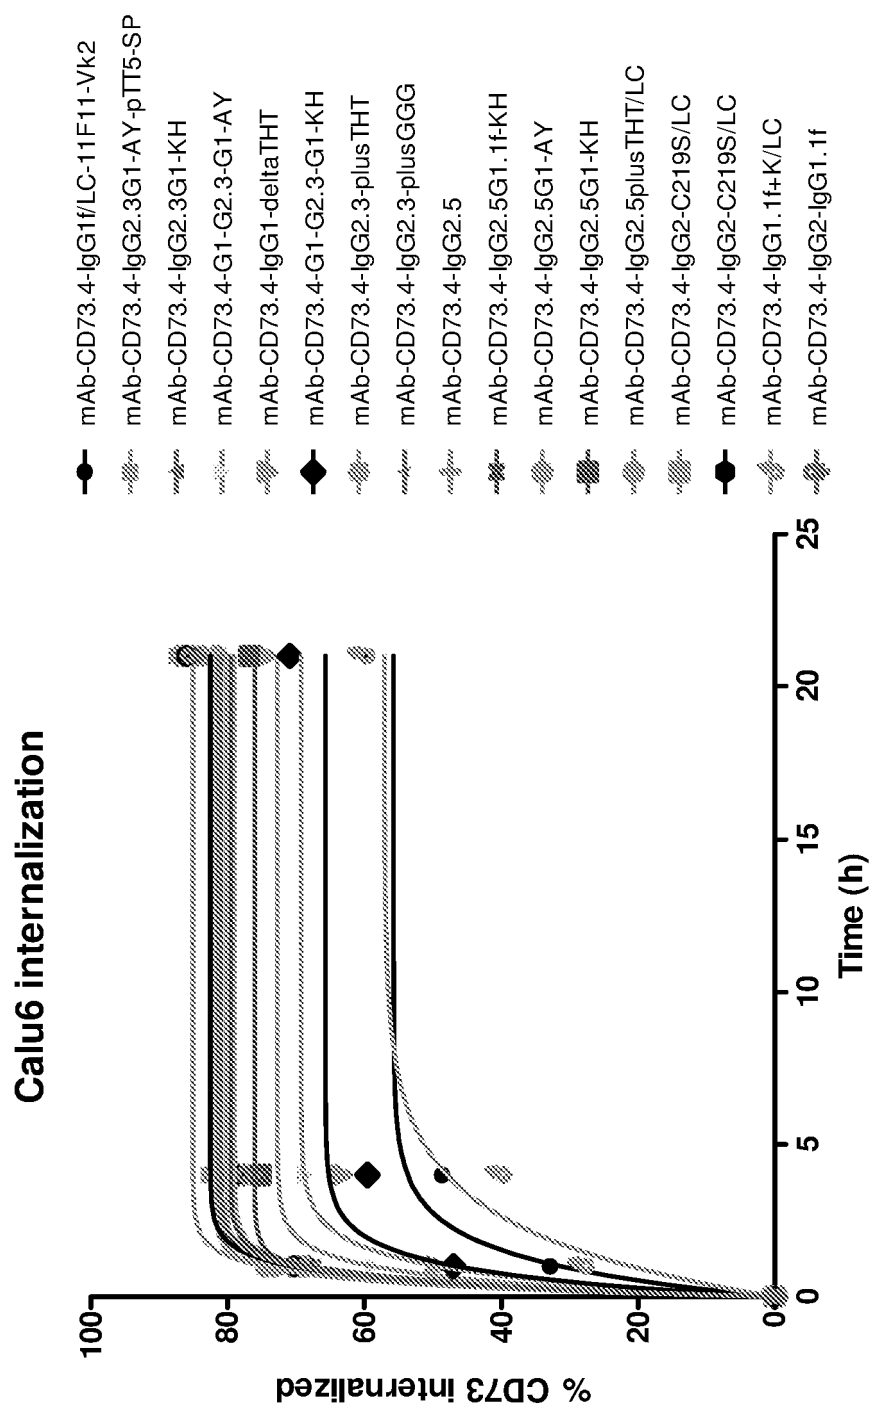 Calu6 internalization
% CD73 internalized
100
80
60
40
20
0
0
5
10
15
20
25
Time (h)
mAb-CD73.4-IgG1f/LC-11F11-Vk2
mAb-CD73.4-IgG2.3G1-AY-pTT5-SP
mAb-CD73.4-IgG2.3G1-KH
mAb-CD73.4-G1-G2.3-G1-AY
mAb-CD73.4-IgG1-deltaTHT
mAb-CD73.4-G1-G2.3-G1-KH
mAb-CD73.4-IgG2.3-plusTHT
mAb-CD73.4-IgG2.3-plusGGG
mAb-CD73.4-IgG2.5
mAb-CD73.4-IgG2.5G1.1f-KH
mAb-CD73.4-IgG2.5G1-AY
mAb-CD73.4-IgG2.5G1-KH
mAb-CD73.4-IgG2.5plusTHT/LC
mAb-CD73.4-IgG2-C219S/LC
mAb-CD73.4-IgG2-C219S/LC
mAb-CD73.4-IgG1.1f+K/LC
mAb-CD73.4-IgG2-IgG1.1f